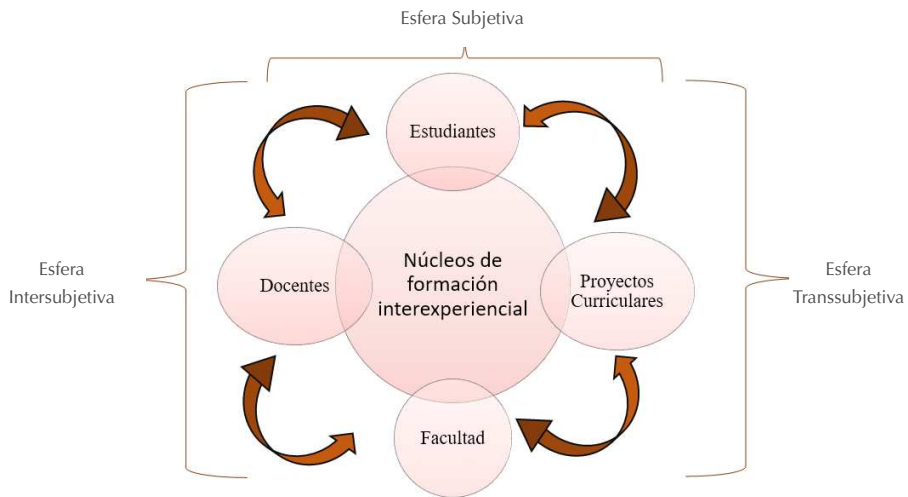 Esfera Subjetiva
Estudiantes
Esfera
Intersubjetiva
Docentes
Núcleos de
formación
interexperiencial
Proyectos
Curriculares
Esfera
Transsubjetiva
Facultad